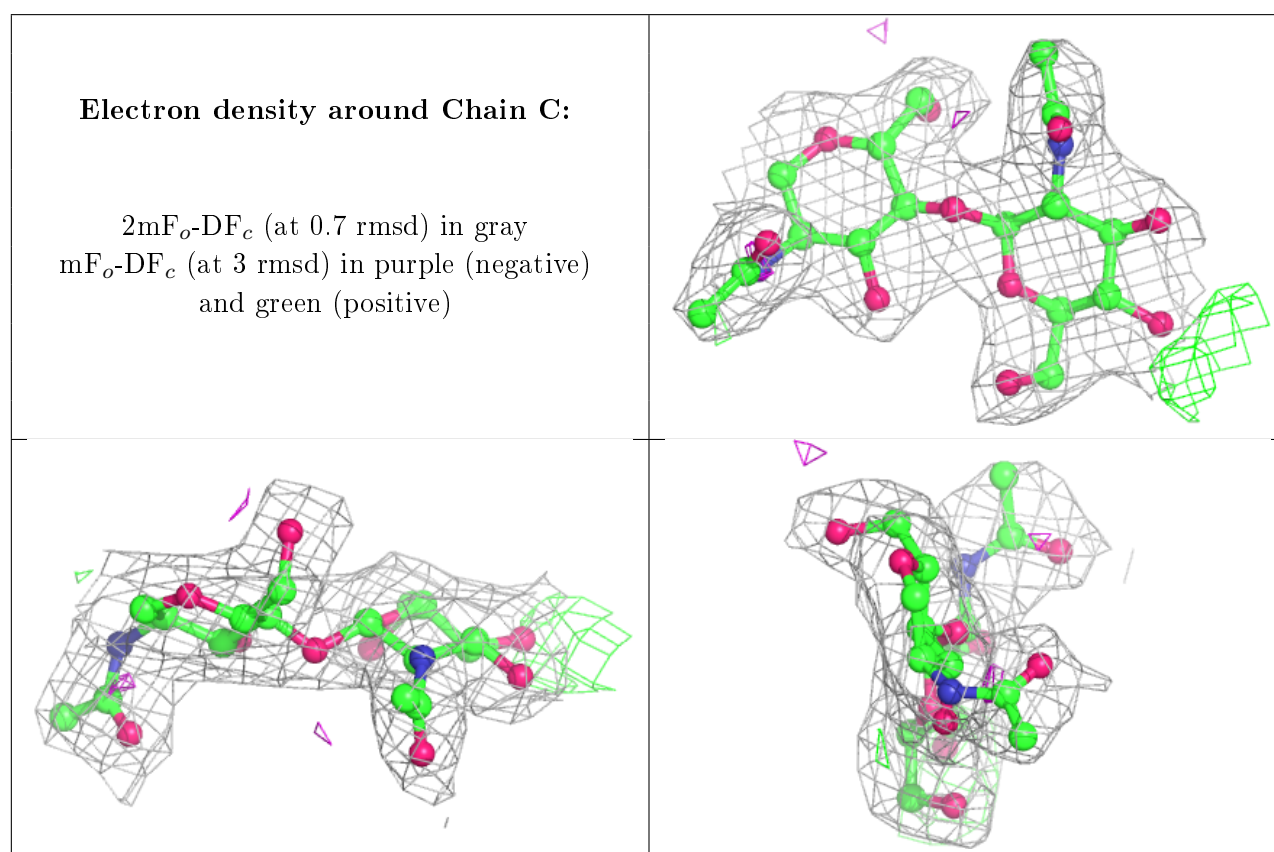 Electron density around Chain C:
2mFo-DFc (at 0.7 rmsd) in gray
mFo-DFc (at 3 rmsd) in purple (negative)
and green (positive)